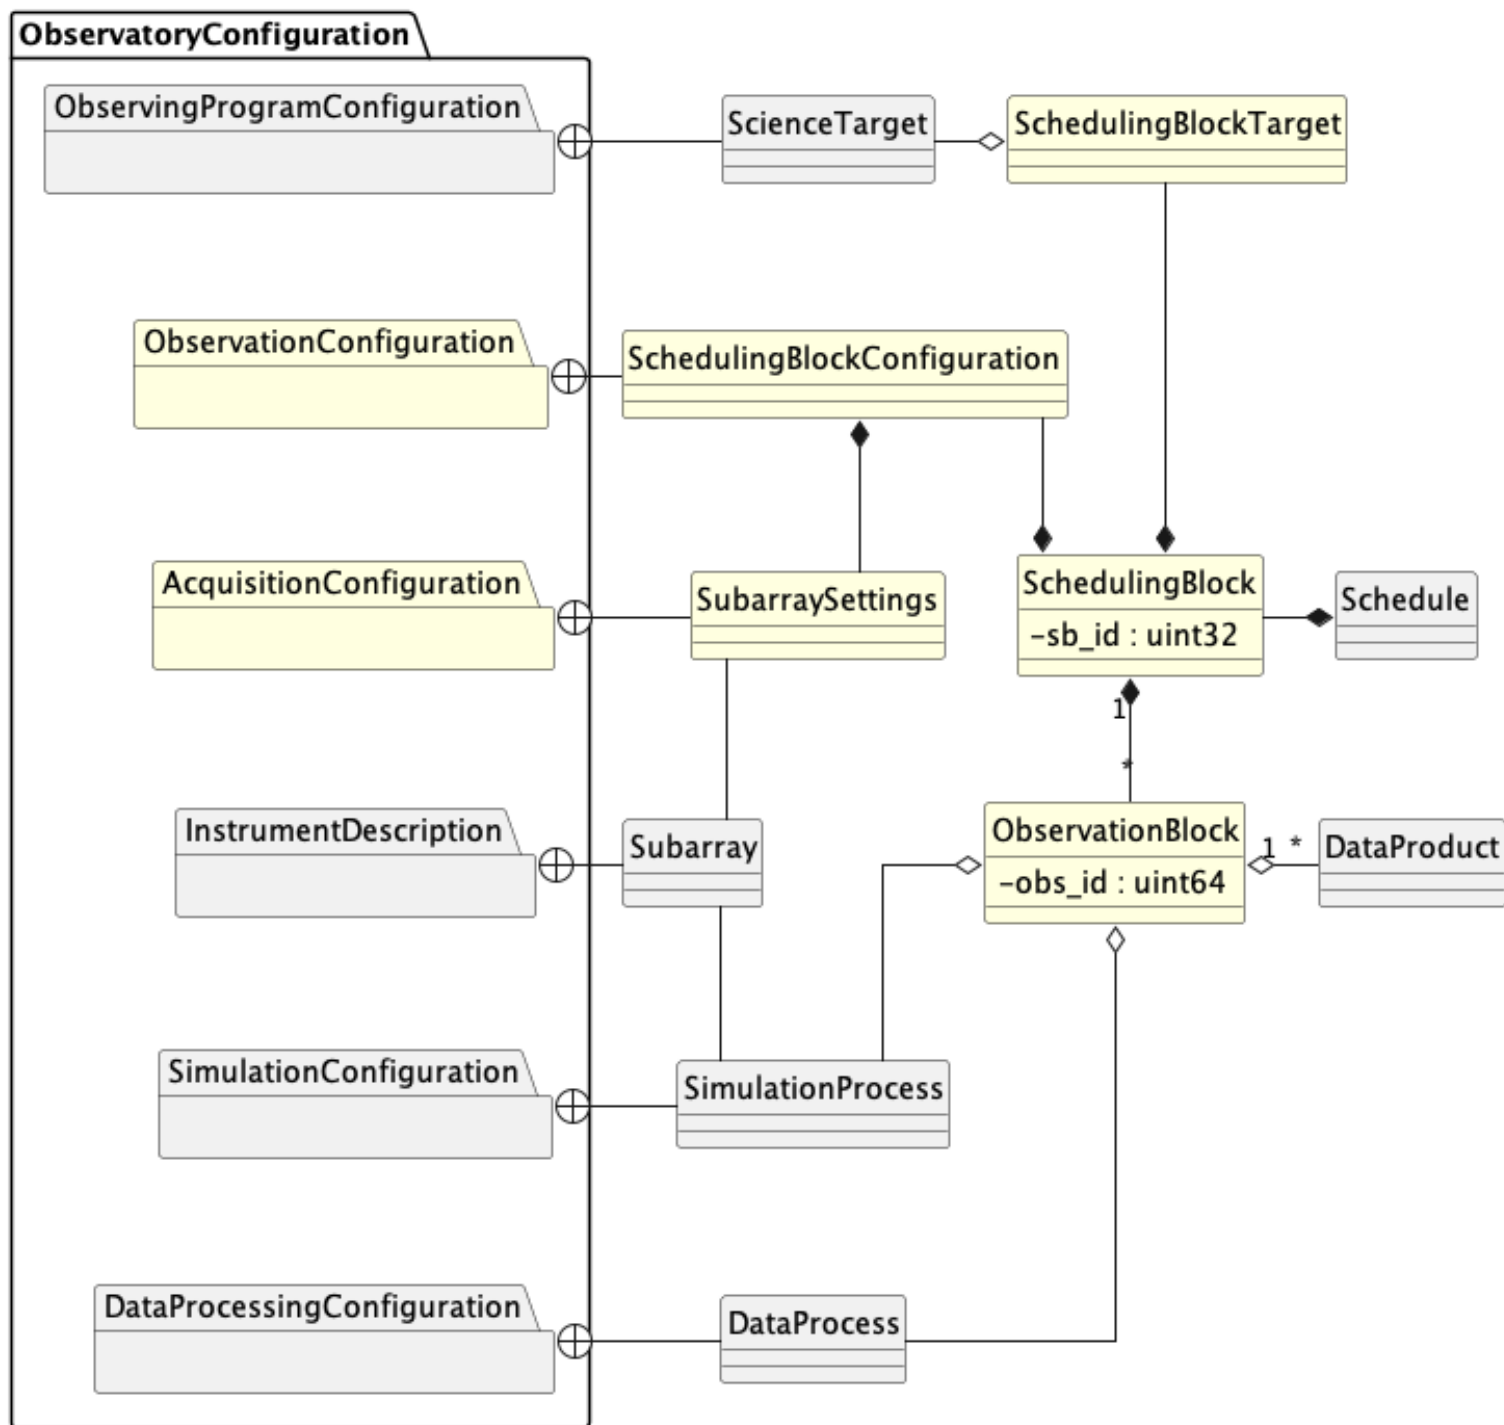 ObservatoryConfiguration
ObservingProgramConfiguration
ScienceTarget
SchedulingBlockTarget
ObservationConfiguration
SchedulingBlockConfiguration
AcquisitionConfiguration
SubarraySettings
SchedulingBlock
-sb_id : uint32
Schedule
1
*
InstrumentDescription
Subarray
ObservationBlock
-obs_id : uint64
1 *
DataProduct
SimulationConfiguration
SimulationProcess
DataProcessingConfiguration
DataProcess